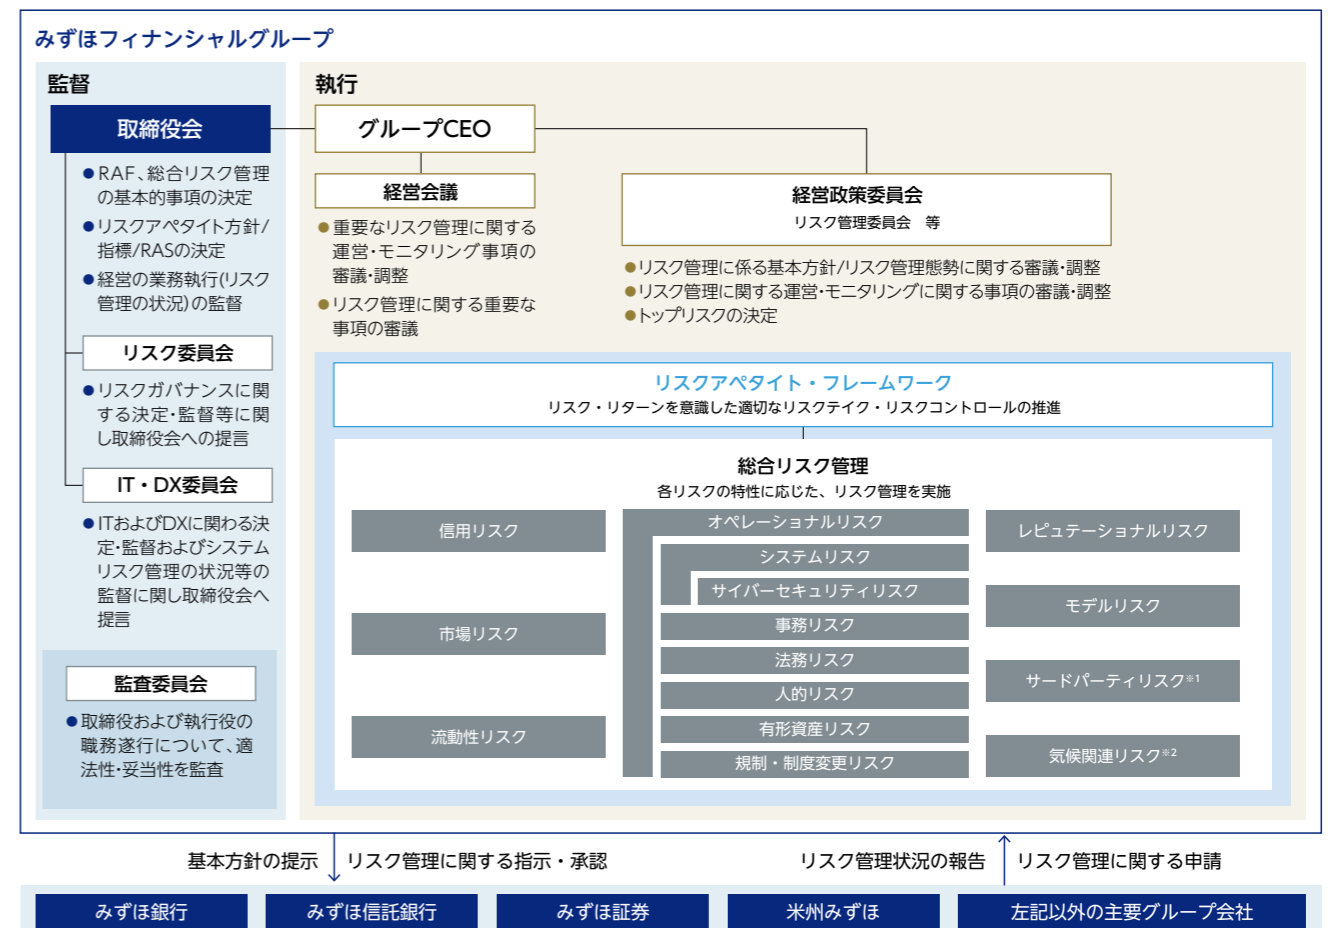 みずほフィナンシャルグループ
監督
取締役会
●RAF、総合リスク管理
の基本的事項の決定
●リスクアペタイト方針/
指標/RASの決定
●経営の業務執行(リスク
管理の状況)の監督
リスク委員会
●リスクガバナンスに関
する決定・監督等に関
し取締役会への提言
IT・DX委員会
●ITおよびDXに関わる決
定・監督およびシステム
リスク管理の状況等の
監督に関し取締役会へ
提言
監査委員会
●取締役および執行役の
職務遂行について、適
法性・妥当性を監査
執行
グループCEO
経営会議
●重要なリスク管理に関する
運営・モニタリング事項の
審議・調整
●リスク管理に関する重要な
事項の審議
経営政策委員会
リスク管理委員会　等
●リスク管理に係る基本方針/リスク管理態勢に関する審議・調整
●リスク管理に関する運営・モニタリングに関する事項の審議・調整
●トップリスクの決定
リスクアペタイト・フレームワーク
リスク・リターンを意識した適切なリスクテイク・リスクコントロールの推進
総合リスク管理
各リスクの特性に応じた、リスク管理を実施
信用リスク
市場リスク
流動性リスク
オペレーショナルリスク
システムリスク
サイバーセキュリティリスク
事務リスク
法務リスク
人的リスク
有形資産リスク
規制・制度変更リスク
レピュテーショナルリスク
モデルリスク
サードパーティリスク※1
気候関連リスク※2
基本方針の提示
リスク管理に関する指示・承認
リスク管理状況の報告
リスク管理に関する申請
みずほ銀行
みずほ信託銀行
みずほ証券
米州みずほ
左記以外の主要グループ会社